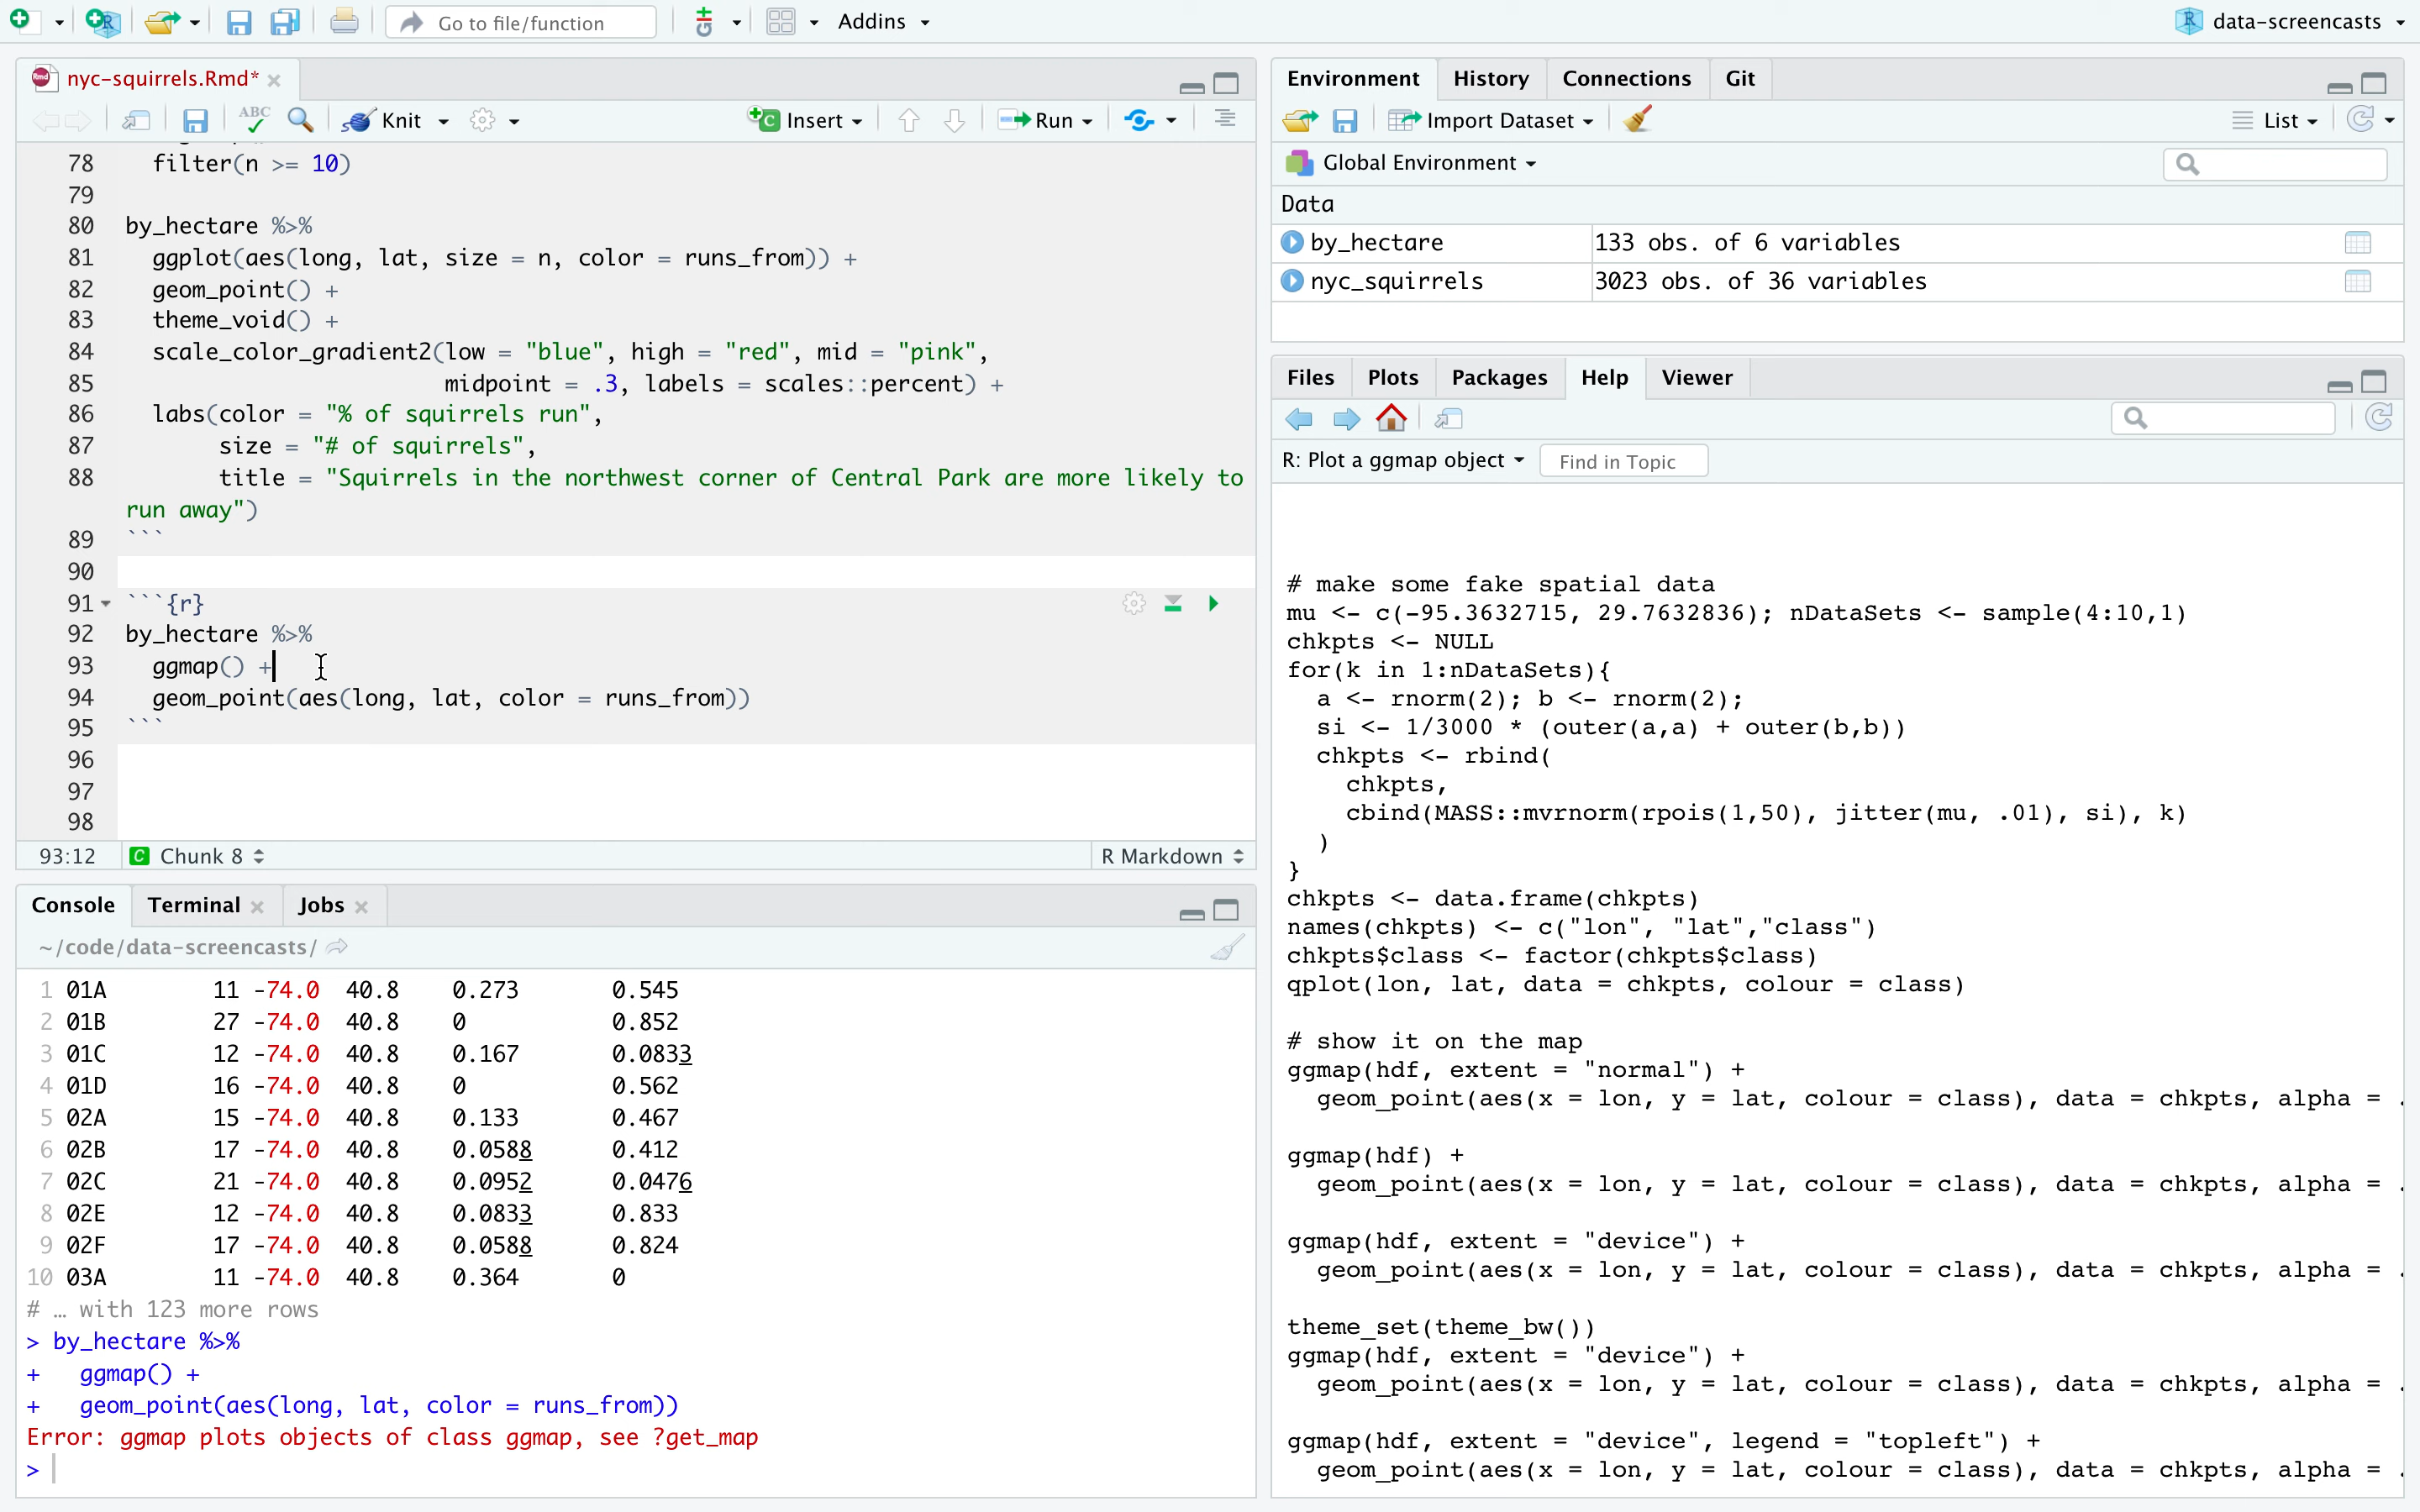 Go to file/function
Addins
data-screencasts
nyc-squirrels.Rmd*
ABC
Knit
Insert
Run
78 filter(n >= 10)
79
80 by_hectare %>%
81 ggplot(aes(long, lat, size = n, color = runs_from)) +
82 geom_point() +
83 theme_void() +
84 scale_color_gradient2(low = "blue", high = "red", mid = "pink",
85 midpoint = .3, labels = scales::percent) +
86 labs(color = "% of squirrels run",
87 size = "# of squirrels",
88 title = "Squirrels in the northwest corner of Central Park are more likely to
run away")
89 ```
90
91 ```{r}
92 by_hectare %>%
93 ggmap() +
94 geom_point(aes(long, lat, color = runs_from))
95 ```
96
97
98
93:12 Chunk 8 R Markdown
Console Terminal Jobs
~/code/data-screencasts/
1 01A 11 -74.0 40.8 0.273 0.545
2 01B 27 -74.0 40.8 0 0.852
3 01C 12 -74.0 40.8 0.167 0.0833
4 01D 16 -74.0 40.8 0 0.562
5 02A 15 -74.0 40.8 0.133 0.467
6 02B 17 -74.0 40.8 0.0588 0.412
7 02C 21 -74.0 40.8 0.0952 0.0476
8 02E 12 -74.0 40.8 0.0833 0.833
9 02F 17 -74.0 40.8 0.0588 0.824
10 03A 11 -74.0 40.8 0.364 0
# … with 123 more rows
> by_hectare %>%
+ ggmap() +
+ geom_point(aes(long, lat, color = runs_from))
Error: ggmap plots objects of class ggmap, see ?get_map
>
Environment History Connections Git
Import Dataset List
Global Environment
Data
by_hectare 133 obs. of 6 variables
nyc_squirrels 3023 obs. of 36 variables
Files Plots Packages Help Viewer
R: Plot a ggmap object Find in Topic
# make some fake spatial data
mu <- c(-95.3632715, 29.7632836); nDataSets <- sample(4:10,1)
chkpts <- NULL
for(k in 1:nDataSets){
a <- rnorm(2); b <- rnorm(2);
si <- 1/3000 * (outer(a,a) + outer(b,b))
chkpts <- rbind(
chkpts,
cbind(MASS::mvrnorm(rpois(1,50), jitter(mu, .01), si), k)
)
}
chkpts <- data.frame(chkpts)
names(chkpts) <- c("lon", "lat","class")
chkpts$class <- factor(chkpts$class)
qplot(lon, lat, data = chkpts, colour = class)
# show it on the map
ggmap(hdf, extent = "normal") +
geom_point(aes(x = lon, y = lat, colour = class), data = chkpts, alpha = .
ggmap(hdf) +
geom_point(aes(x = lon, y = lat, colour = class), data = chkpts, alpha = .
ggmap(hdf, extent = "device") +
geom_point(aes(x = lon, y = lat, colour = class), data = chkpts, alpha = .
theme_set(theme_bw())
ggmap(hdf, extent = "device") +
geom_point(aes(x = lon, y = lat, colour = class), data = chkpts, alpha = .
ggmap(hdf, extent = "device", legend = "topleft") +
geom_point(aes(x = lon, y = lat, colour = class), data = chkpts, alpha = .